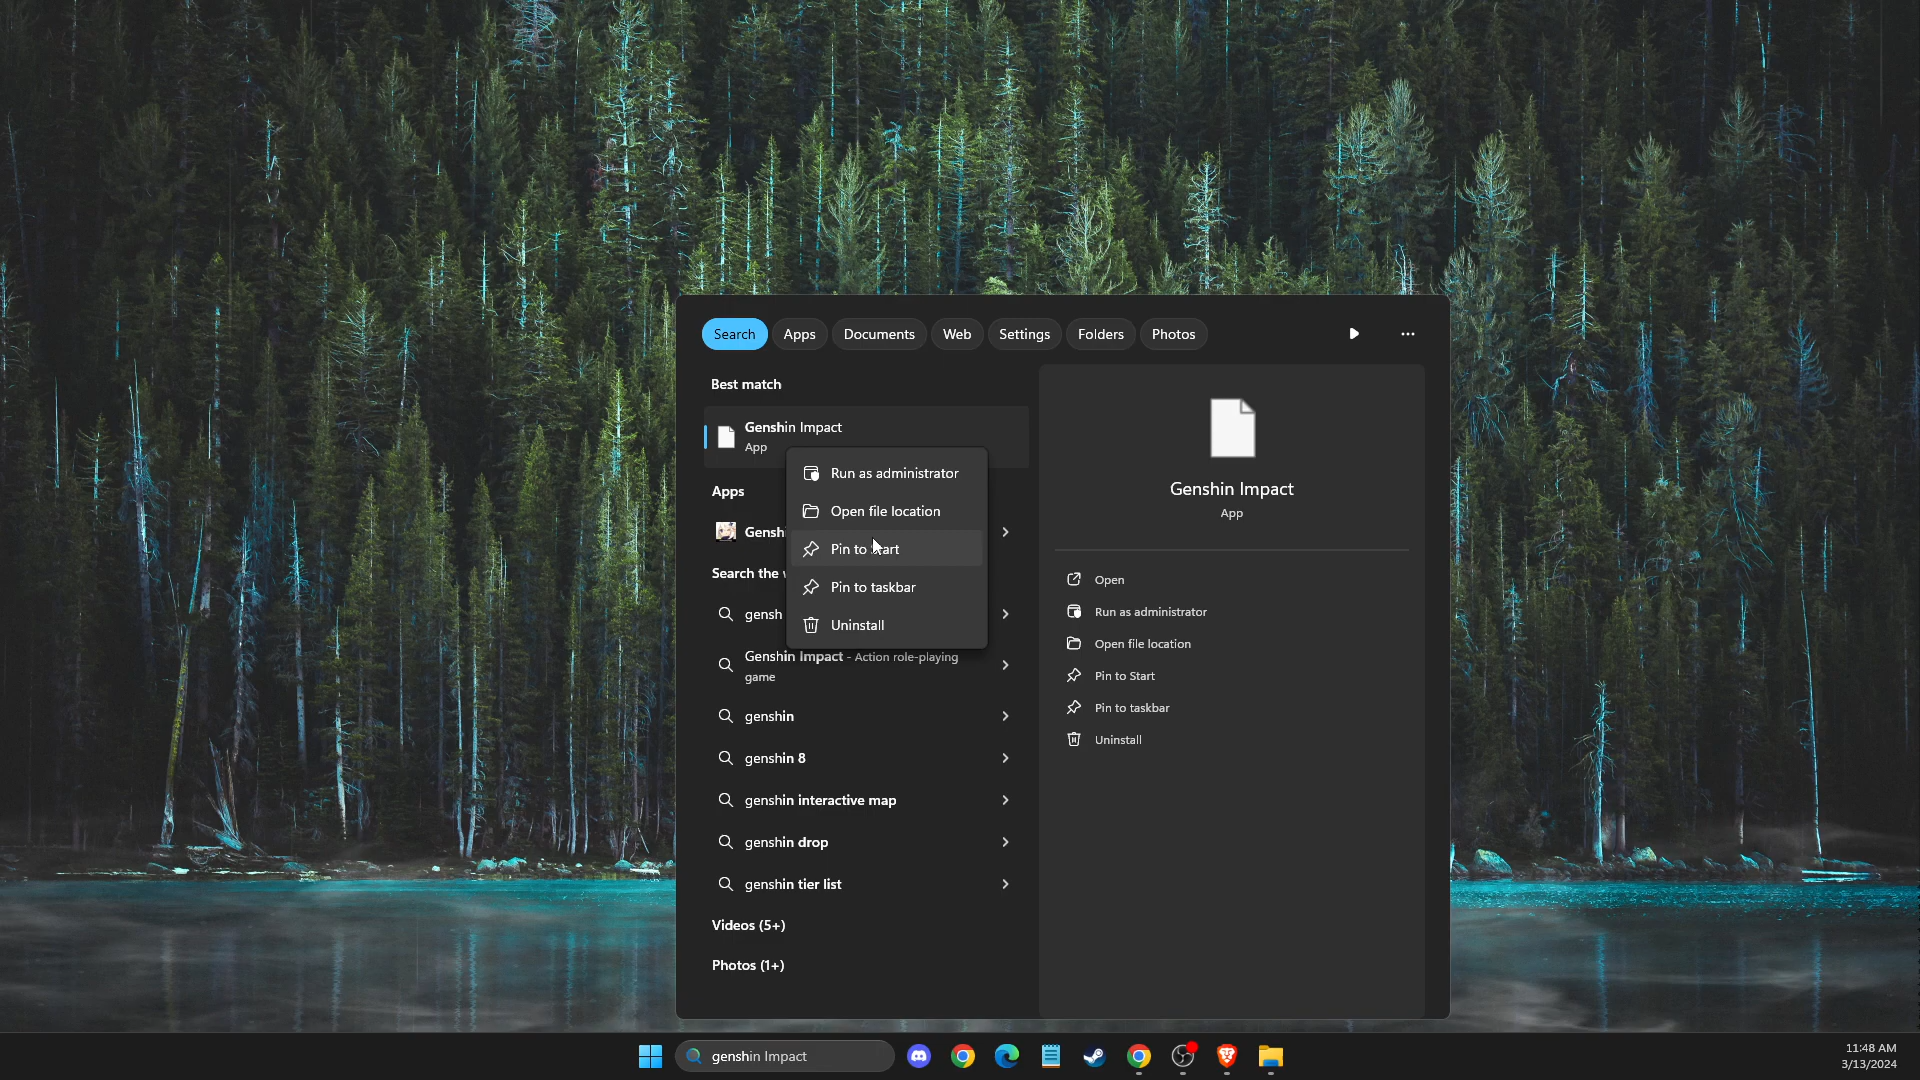 Search
Apps
Documents
Web
Settings
Folders
Photos
Best match
Genshin Impact
App
Run as administrator
Open file location
Pin to
Pin to taskbar
Uninstall
Apps
Search the
gensh
Genshin Impact - Action role-playing
game
genshin
genshin 8
genshin interactive map
genshin drop
genshin tier list
Videos (5+)
Photos (1+)
Genshin Impact
App
Open
Run as administrator
Open file location
Pin to Start
Pin to taskbar
Uninstall
genshin Impact
11:48 AM
3/13/2024